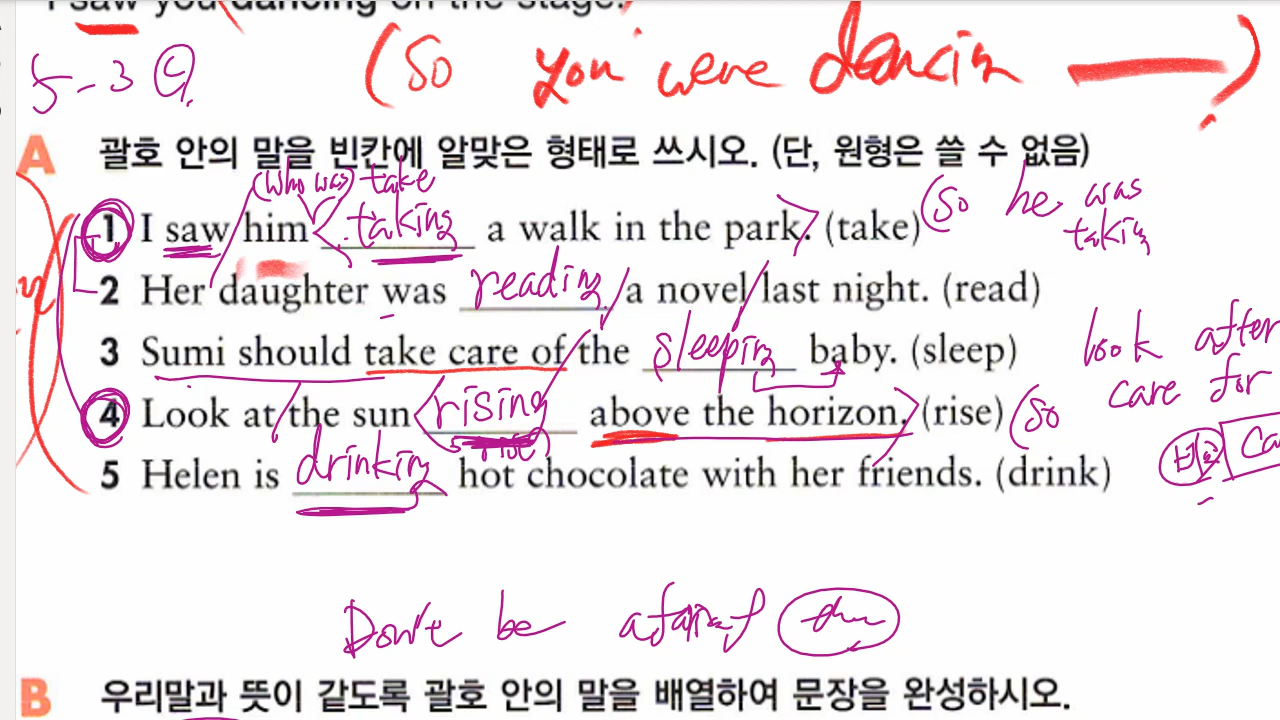 I saw you dancing on the stage.
5-3
(So you were dancin )
A 괄호 안의 말을 빈칸에 알맞은 형태로 쓰시오. (단, 원형은 쓸 수 없음)
(who was) take
1 I saw him taking a walk in the park. (take) (So he was taking
2 Her daughter was reading a novel last night. (read)
3 Sumi should take care of the sleeping baby. (sleep) look after
care for
4 Look at the sun rising above the horizon. (rise) (So
5 Helen is drinking hot chocolate with her friends. (drink)
Don't be
B 우리말과 뜻이 같도록 괄호 안의 말을 배열하여 문장을 완성하시오.